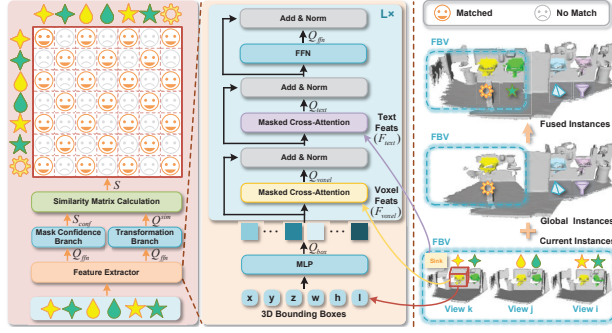 S
Similarity Matrix Calculation
S_conf
Q^sim
Mask Confidence
Branch
Transformation
Branch
Q_ffn
Q_ffn
Feature Extractor
L×
Add & Norm
Q_ffn
FFN
Add & Norm
Q_text
Masked Cross-Attention
Text
Feats
(F_text)
Add & Norm
Q_voxel
Masked Cross-Attention
Voxel
Feats
(F_voxel)
Q_box
MLP
x y z w h l
3D Bounding Boxes
Matched
No Match
FBV
Fused Instances
FBV
Global Instances
Current Instances
FBV
Sink
View k
View j
View i